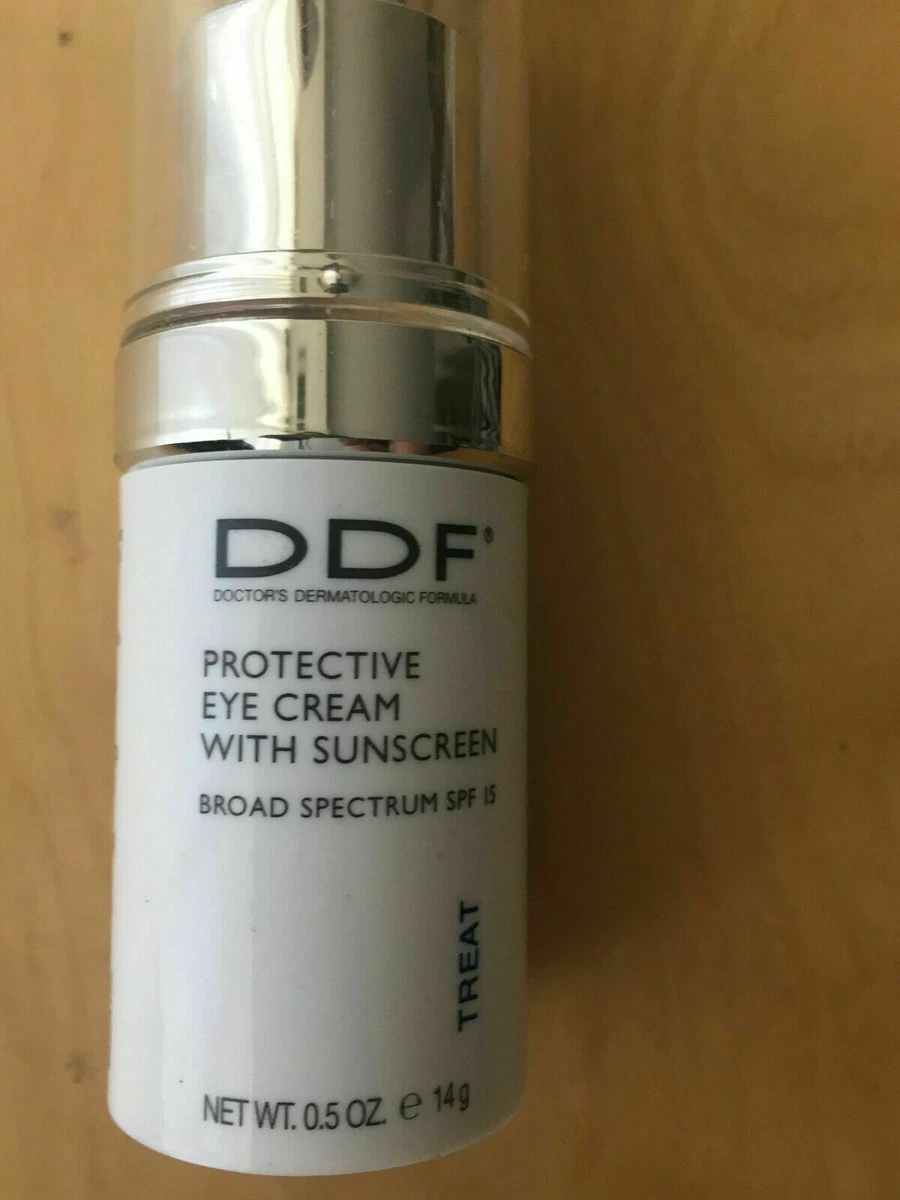 DDF®
DOCTOR'S DERMATOLOGIC FORMULA
PROTECTIVE
EYE CREAM
WITH SUNSCREEN
BROAD SPECTRUM SPF 15
TREAT
NET WT. 0.5 OZ. ℮ 14 g